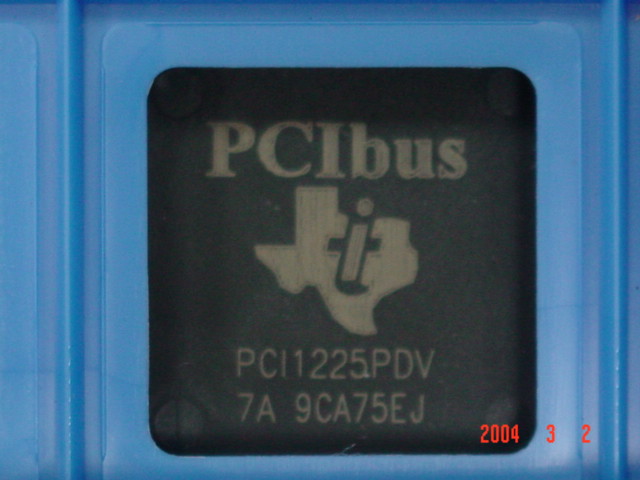 PCIbus
ti
PCI1225PDV
7A 9CA75EJ
2004 3 2